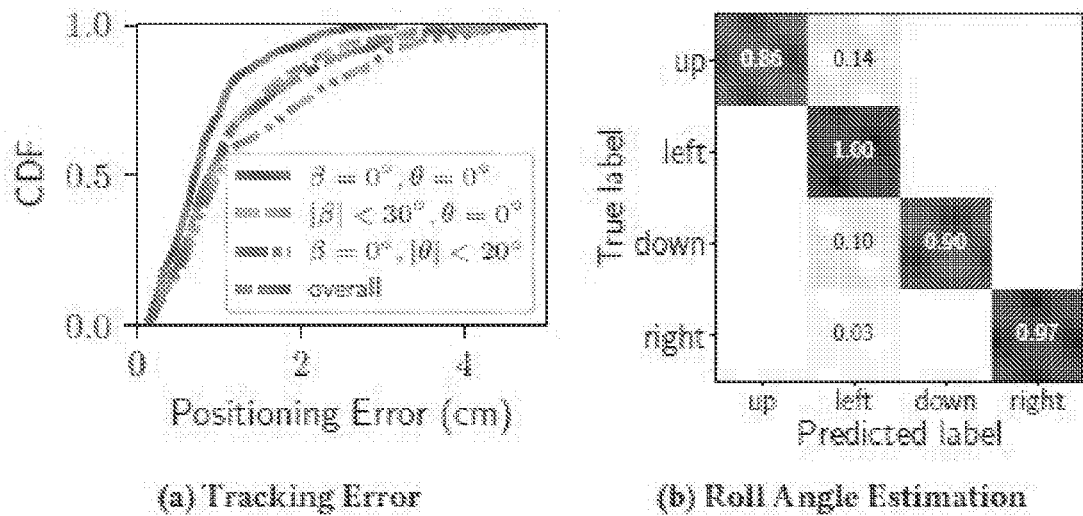 1.0
0.5
0.0
CDF
β = 0°, θ = 0°
|β| < 30°, θ = 0°
β = 0°, |θ| < 20°
overall
0 2 4
Positioning Error (cm)
(a) Tracking Error
True label
up 0.86 0.14
left 1.00
down 0.10 0.90
right 0.03 0.97
up left down right
Predicted label
(b) Roll Angle Estimation